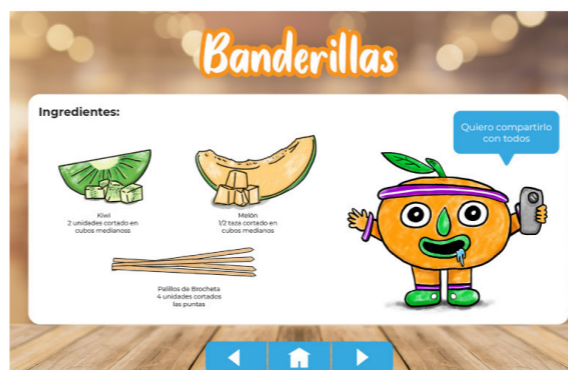 Banderillas
Ingredientes:
Quiero compartirlo
con todos
Kiwi
2 unidades cortado en
cubos medianoss
Melón
1/2 taza cortado en
cubos medianos
Palillos de Brocheta
4 unidades cortados
las puntas